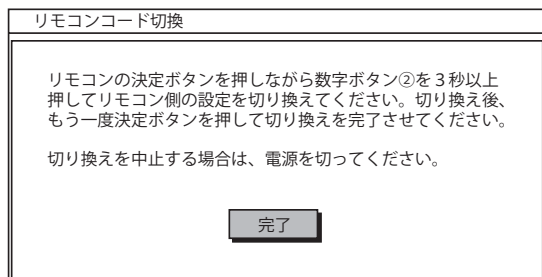 リモコンコード切換
リモコンの決定ボタンを押しながら数字ボタン②を3秒以上
押してリモコン側の設定を切り換えてください。切り換え後、
もう一度決定ボタンを押して切り換えを完了させてください。
切り換えを中止する場合は、電源を切ってください。
完了